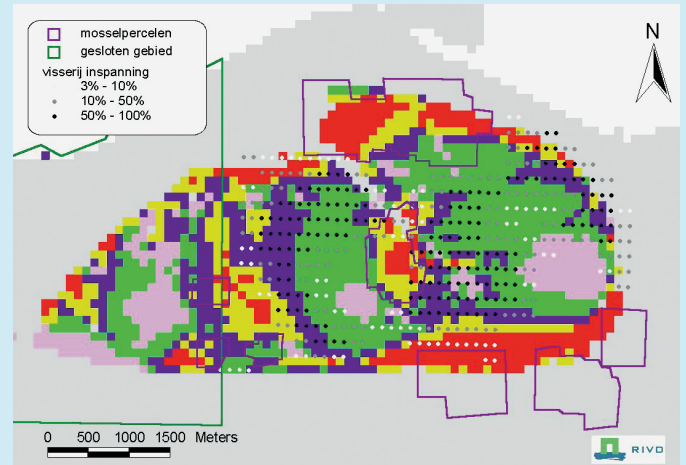 mosselpercelen
gesloten gebied
visserij inspanning
3% - 10%
10% - 50%
50% - 100%
N
0 500 1000 1500 Meters
RIVO